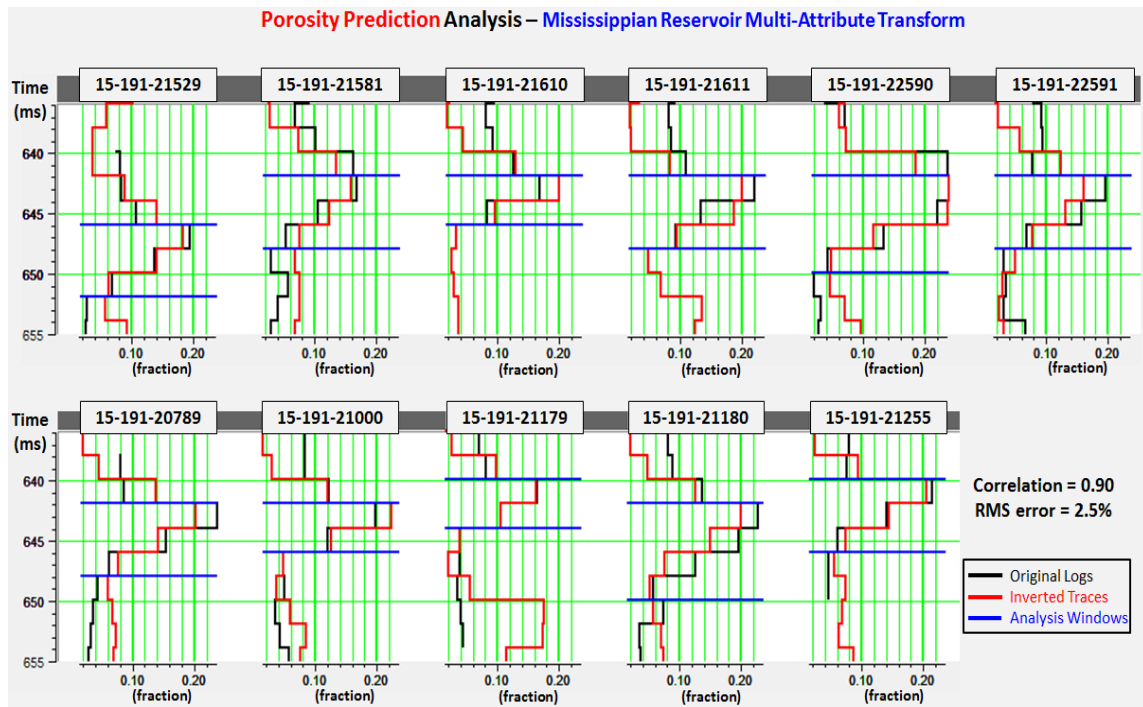 Porosity Prediction Analysis – Mississippian Reservoir Multi-Attribute Transform
Time
(ms)
15-191-21529
15-191-21581
15-191-21610
15-191-21611
15-191-22590
15-191-22591
640
645
650
655
0.10 0.20
(fraction)
0.10 0.20
(fraction)
0.10 0.20
(fraction)
0.10 0.20
(fraction)
0.10 0.20
(fraction)
0.10 0.20
(fraction)
Time
(ms)
15-191-20789
15-191-21000
15-191-21179
15-191-21180
15-191-21255
640
645
650
655
0.10 0.20
(fraction)
0.10 0.20
(fraction)
0.10 0.20
(fraction)
0.10 0.20
(fraction)
0.10 0.20
(fraction)
Correlation = 0.90
RMS error = 2.5%
Original Logs
Inverted Traces
Analysis Windows